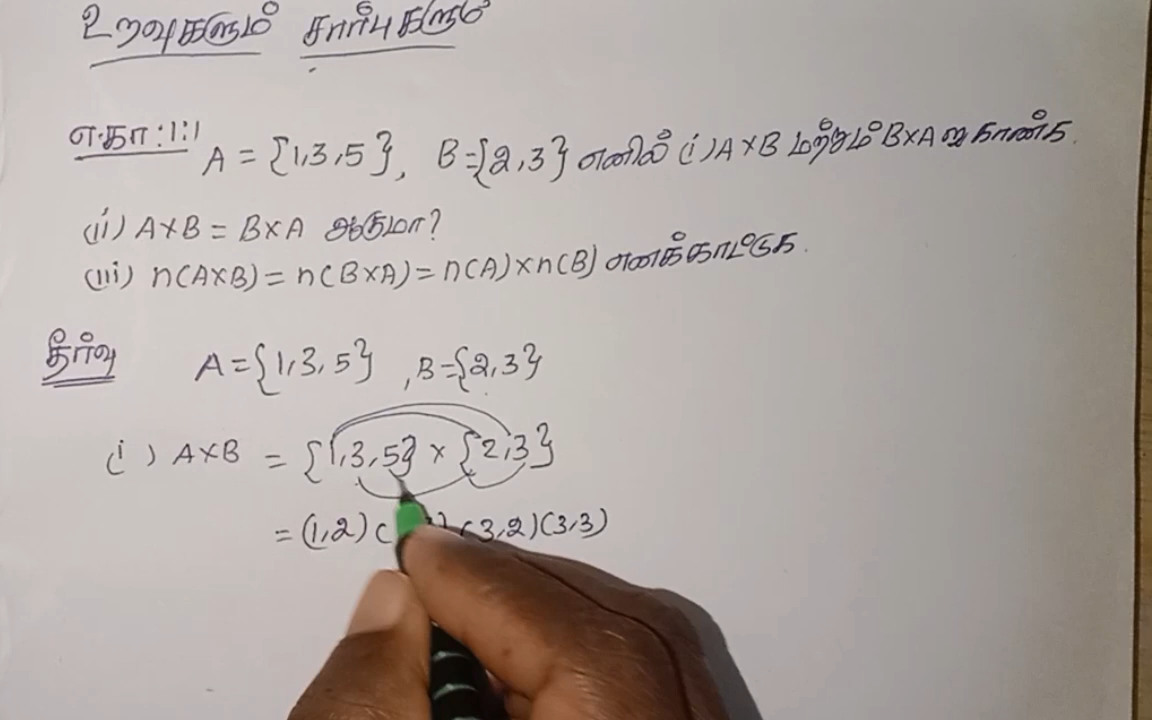 உறவுகளும் சார்புகளும்
எ.கா:1:1 A = {1,3,5}, B={2,3} எனில் (i) A×B மற்றும் B×A ஐ காண்க.
(ii) A×B = B×A ஆகுமா?
(iii) n(A×B) = n(B×A) = n(A)×n(B) எனக்காட்டுக.
தீர்வு A={1,3,5} ,B={2,3}
(i) A×B = {1,3,5} × {2,3}
= (1,2) ( 3,2) (3,3)